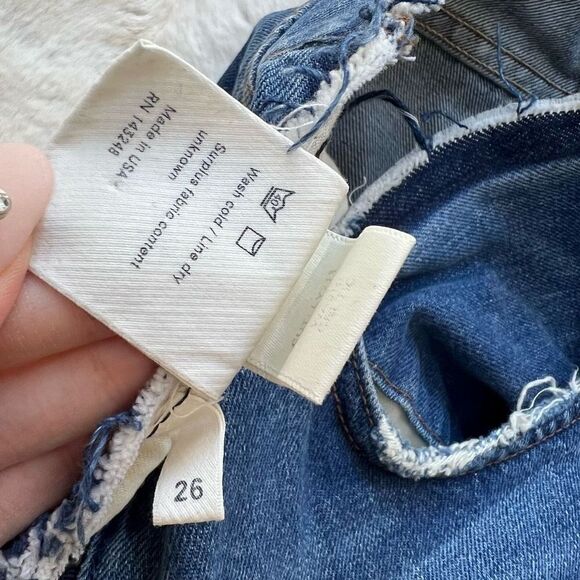 Wash cold / Line dry
Surplus fabric content
unknown
Made in USA
RN 143248
26